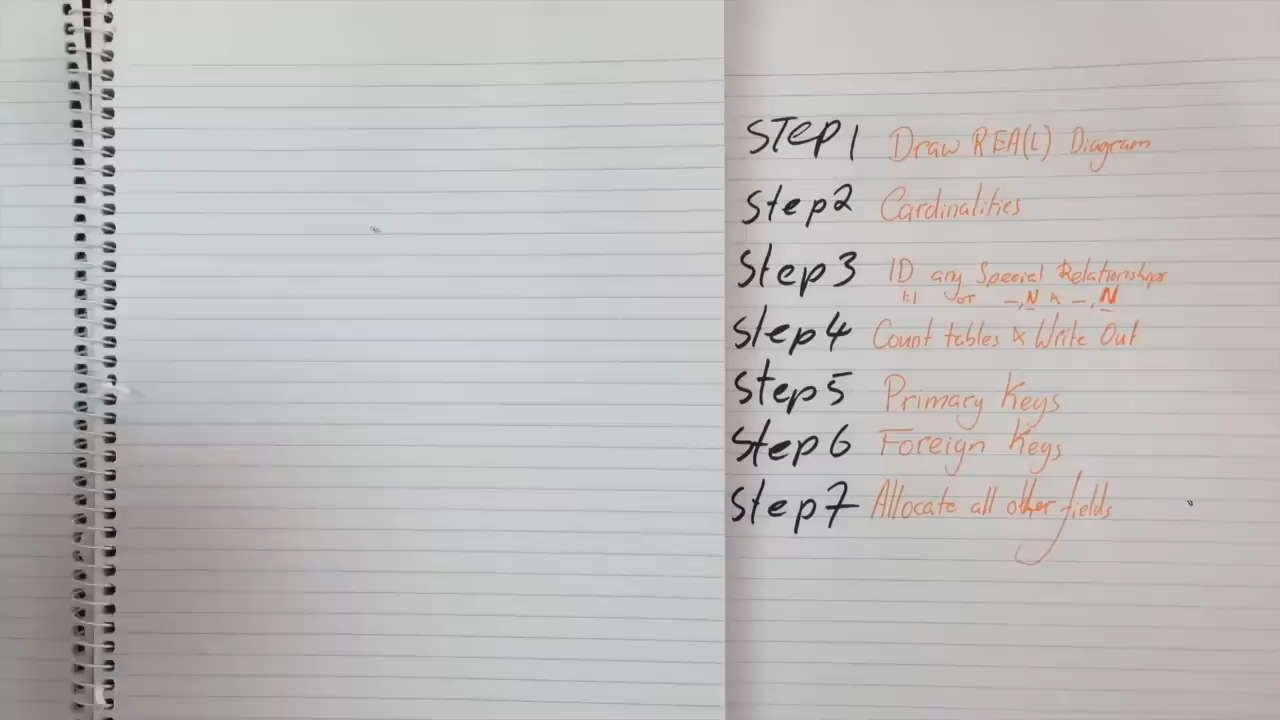 STEP 1 Draw REA(L) Diagram
Step 2 Cardinalities
Step 3 ID any Special Relationships
1:1 or –,N & –,N
Step 4 Count tables & Write Out
Step 5 Primary Keys
Step 6 Foreign Keys
Step 7 Allocate all other fields